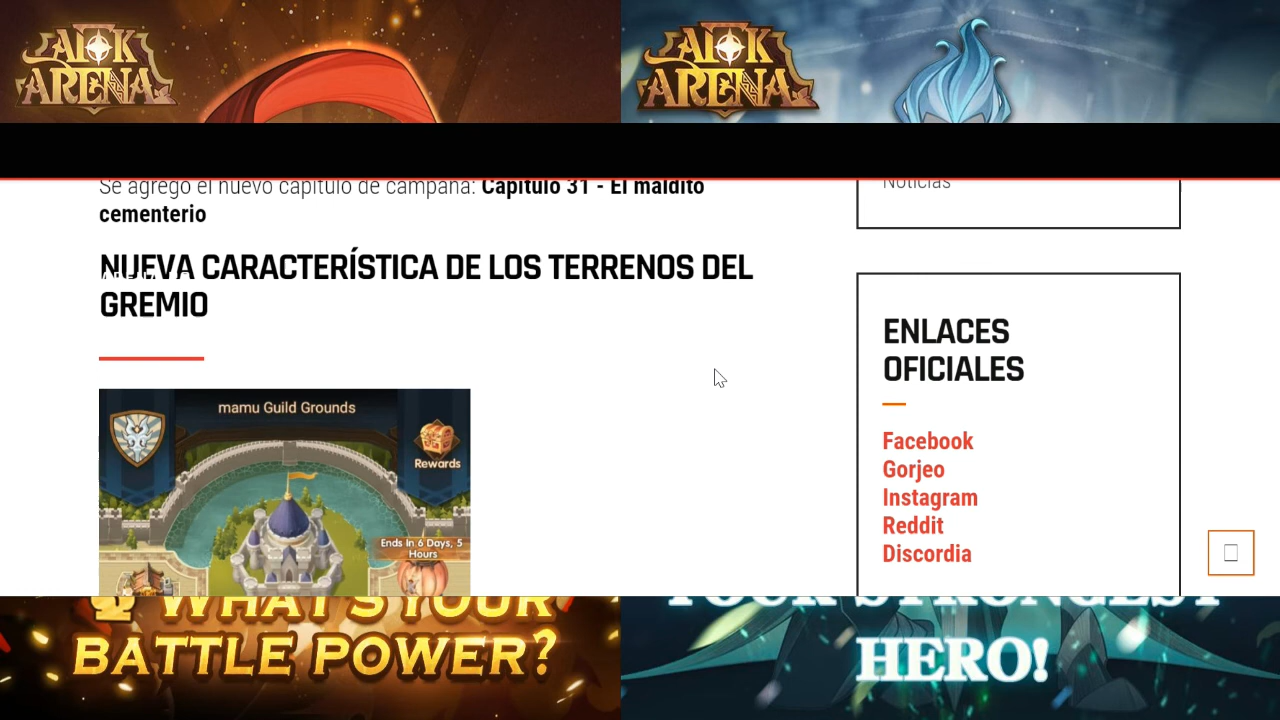 AFK
ARENA
AFK
ARENA
Se agregó el nuevo capítulo de campaña: Capítulo 31 - El maldito
cementerio
Noticias
NUEVA CARACTERÍSTICA DE LOS TERRENOS DEL
GREMIO
mamu Guild Grounds
Rewards
Ends In 6 Days, 5
Hours
ENLACES
OFICIALES
Facebook
Gorjeo
Instagram
Reddit
Discordia
WHAT'S YOUR
BATTLE POWER?
YOUR STRONGEST
HERO!